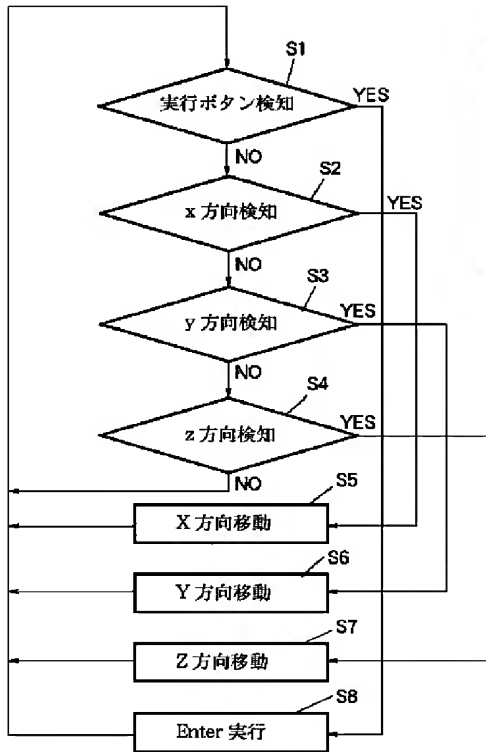 S1
実行ボタン検知
YES
NO
S2
x 方向検知
YES
NO
S3
y 方向検知
YES
NO
S4
z 方向検知
YES
NO
S5
X 方向移動
S6
Y 方向移動
S7
Z 方向移動
S8
Enter 実行